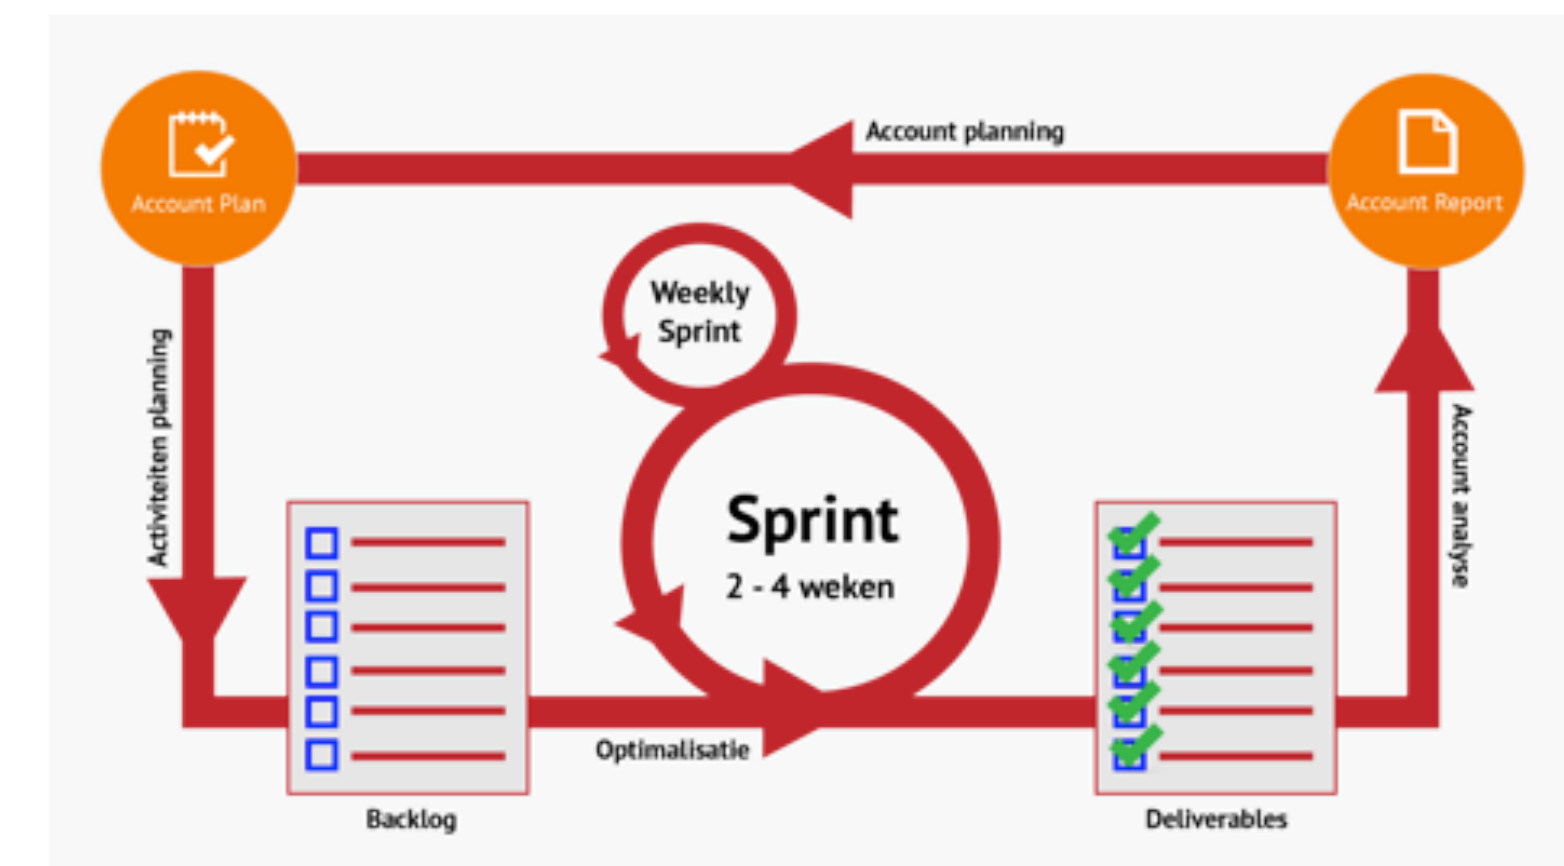 Account planning
Account Plan
Account Report
Weekly
Sprint
Activiteiten planning
Account analyse
Sprint
2 - 4 weken
Optimalisatie
Backlog
Deliverables